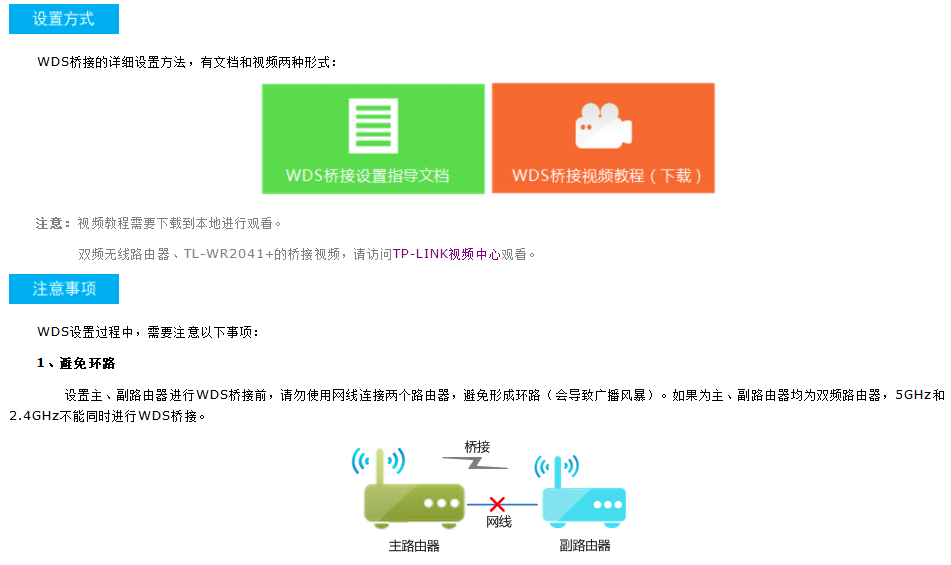 设置方式
WDS桥接的详细设置方法，有文档和视频两种形式：
WDS桥接设置指导文档
WDS桥接视频教程（下载）
注意：视频教程需要下载到本地进行观看。
双频无线路由器、TL-WR2041+的桥接视频，请访问TP-LINK视频中心观看。
注意事项
WDS设置过程中，需要注意以下事项：
1、避免环路
设置主、副路由器进行WDS桥接前，请勿使用网线连接两个路由器，避免形成环路（会导致广播风暴）。如果为主、副路由器均为双频路由器，5GHz和
2.4GHz不能同时进行WDS桥接。
桥接
网线
主路由器
副路由器